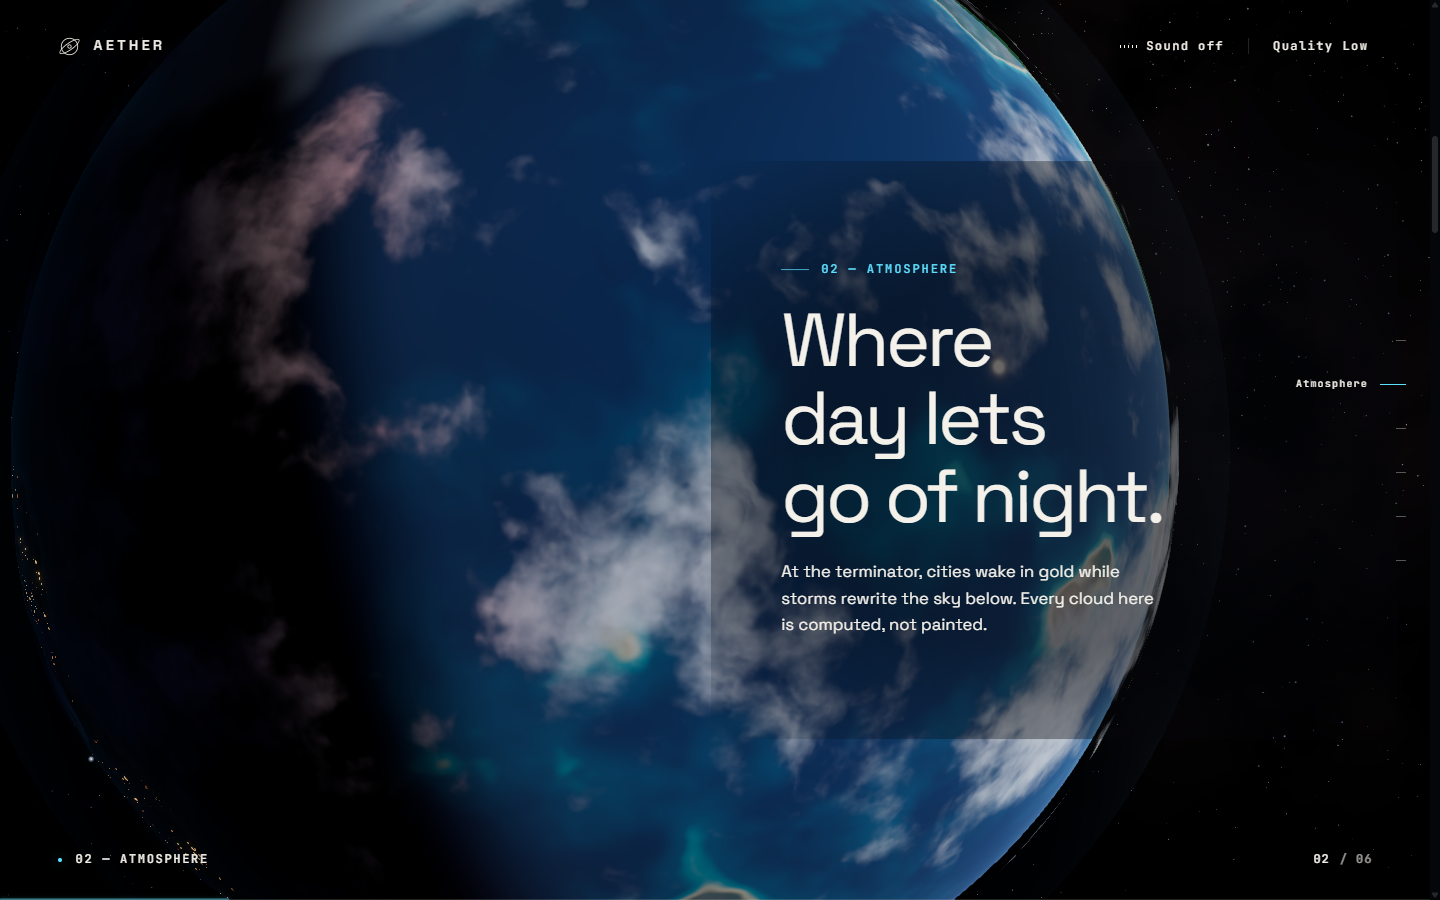 AETHER
Sound off
Quality Low
02 — ATMOSPHERE
Where
day lets
go of night.
At the terminator, cities wake in gold while
storms rewrite the sky below. Every cloud here
is computed, not painted.
Atmosphere
02 — ATMOSPHERE
02 / 06